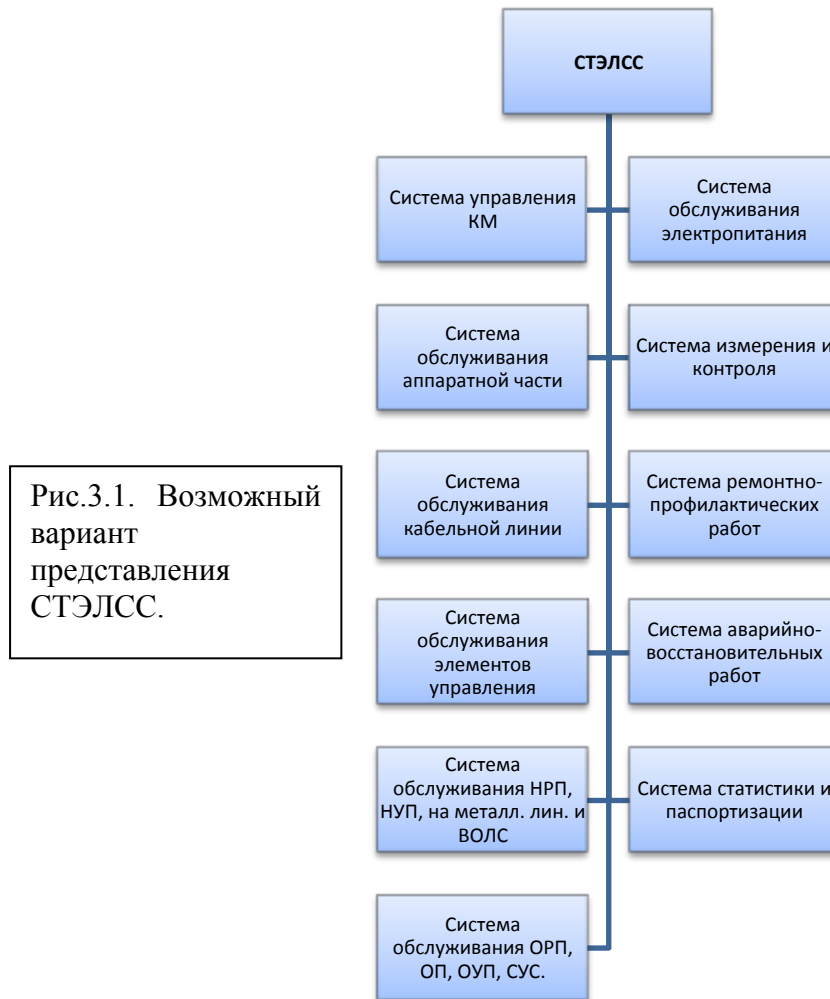 СТЭЛСС
Система управления
КМ
Система
обслуживания
электропитания
Система
обслуживания
аппаратной части
Система измерения и
контроля
Рис.3.1. Возможный
вариант
представления
СТЭЛСС.
Система
обслуживания
кабельной линии
Система ремонтно-
профилактических
работ
Система
обслуживания
элементов
управления
Система аварийно-
восстановительных
работ
Система
обслуживания НРП,
НУП, на металл. лин. и
ВОЛС
Система статистики и
паспортизации
Система
обслуживания ОРП,
ОП, ОУП, СУС.